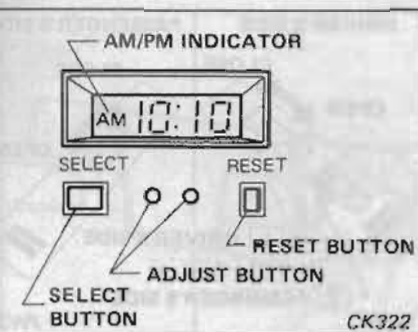 AM/PM INDICATOR
AM 10:10
SELECT
RESET
RESET BUTTON
ADJUST BUTTON
SELECT
BUTTON
CK322